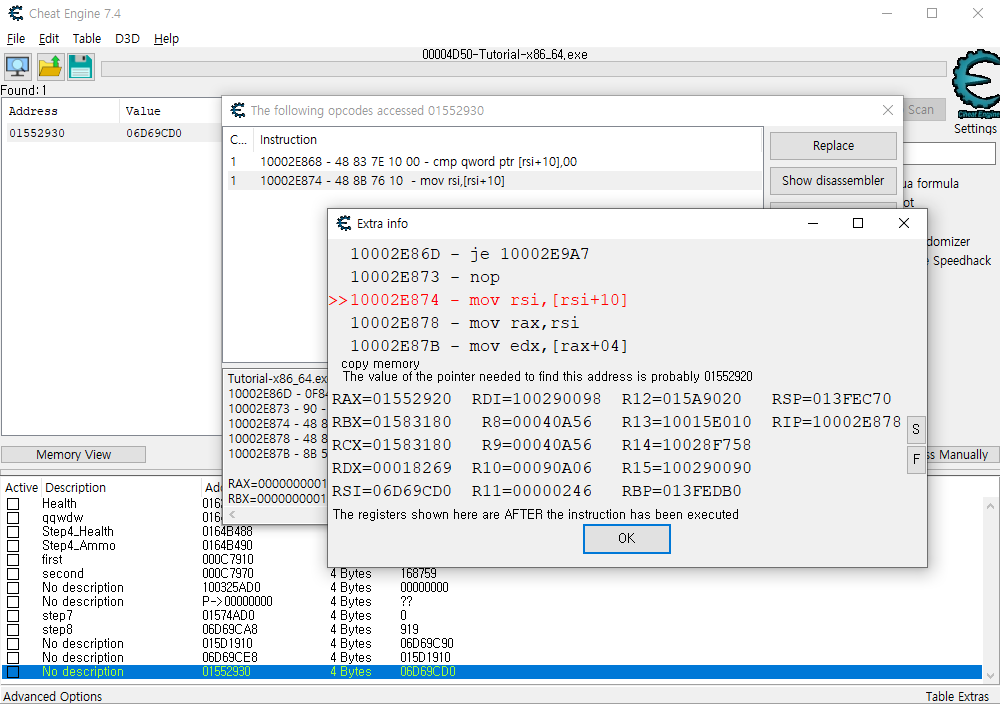 Cheat Engine 7.4
File Edit Table D3D Help
00004D50-Tutorial-x86_64.exe
Found: 1
Address Value
01552930 06D69CD0
Cheat Engine
Settings
Scan
The following opcodes accessed 01552930
C... Instruction
1 10002E868 - 48 83 7E 10 00 - cmp qword ptr [rsi+10],00
1 10002E874 - 48 8B 76 10 - mov rsi,[rsi+10]
Replace
Show disassembler
formula
Speedhack
Extra info
10002E86D - je 10002E9A7
10002E873 - nop
>>10002E874 - mov rsi,[rsi+10]
10002E878 - mov rax,rsi
10002E87B - mov edx,[rax+04]
copy memory
The value of the pointer needed to find this address is probably 01552920
RAX=01552920 RDI=100290098 R12=015A9020 RSP=013FEC70
RBX=01583180 R8=00040A56 R13=10015E010 RIP=10002E878
RCX=01583180 R9=00040A56 R14=10028F758
RDX=00018269 R10=00090A06 R15=100290090
RSI=06D69CD0 R11=00000246 RBP=013FEDB0
S
F
The registers shown here are AFTER the instruction has been executed
OK
Tutorial-x86_64.ex
10002E86D - 0F84
10002E873 - 90 -
10002E874 - 48 8
10002E878 - 48 8
10002E87B - 8B 5
RAX=0000000001
RBX=0000000001
Memory View
ss Manually
Active Description Add
Health 016
qqwdw 016
Step4_Health 0164B488
Step4_Ammo 0164B490
first 000C7910
second 000C7970 4 Bytes 168759
No description 100325AD0 4 Bytes 00000000
No description P->00000000 4 Bytes ??
step7 01574AD0 4 Bytes 0
step8 06D69CA8 4 Bytes 919
No description 015D1910 4 Bytes 06D69C90
No description 06D69CE8 4 Bytes 015D1910
No description 01552930 4 Bytes 06D69CD0
Advanced Options
Table Extras